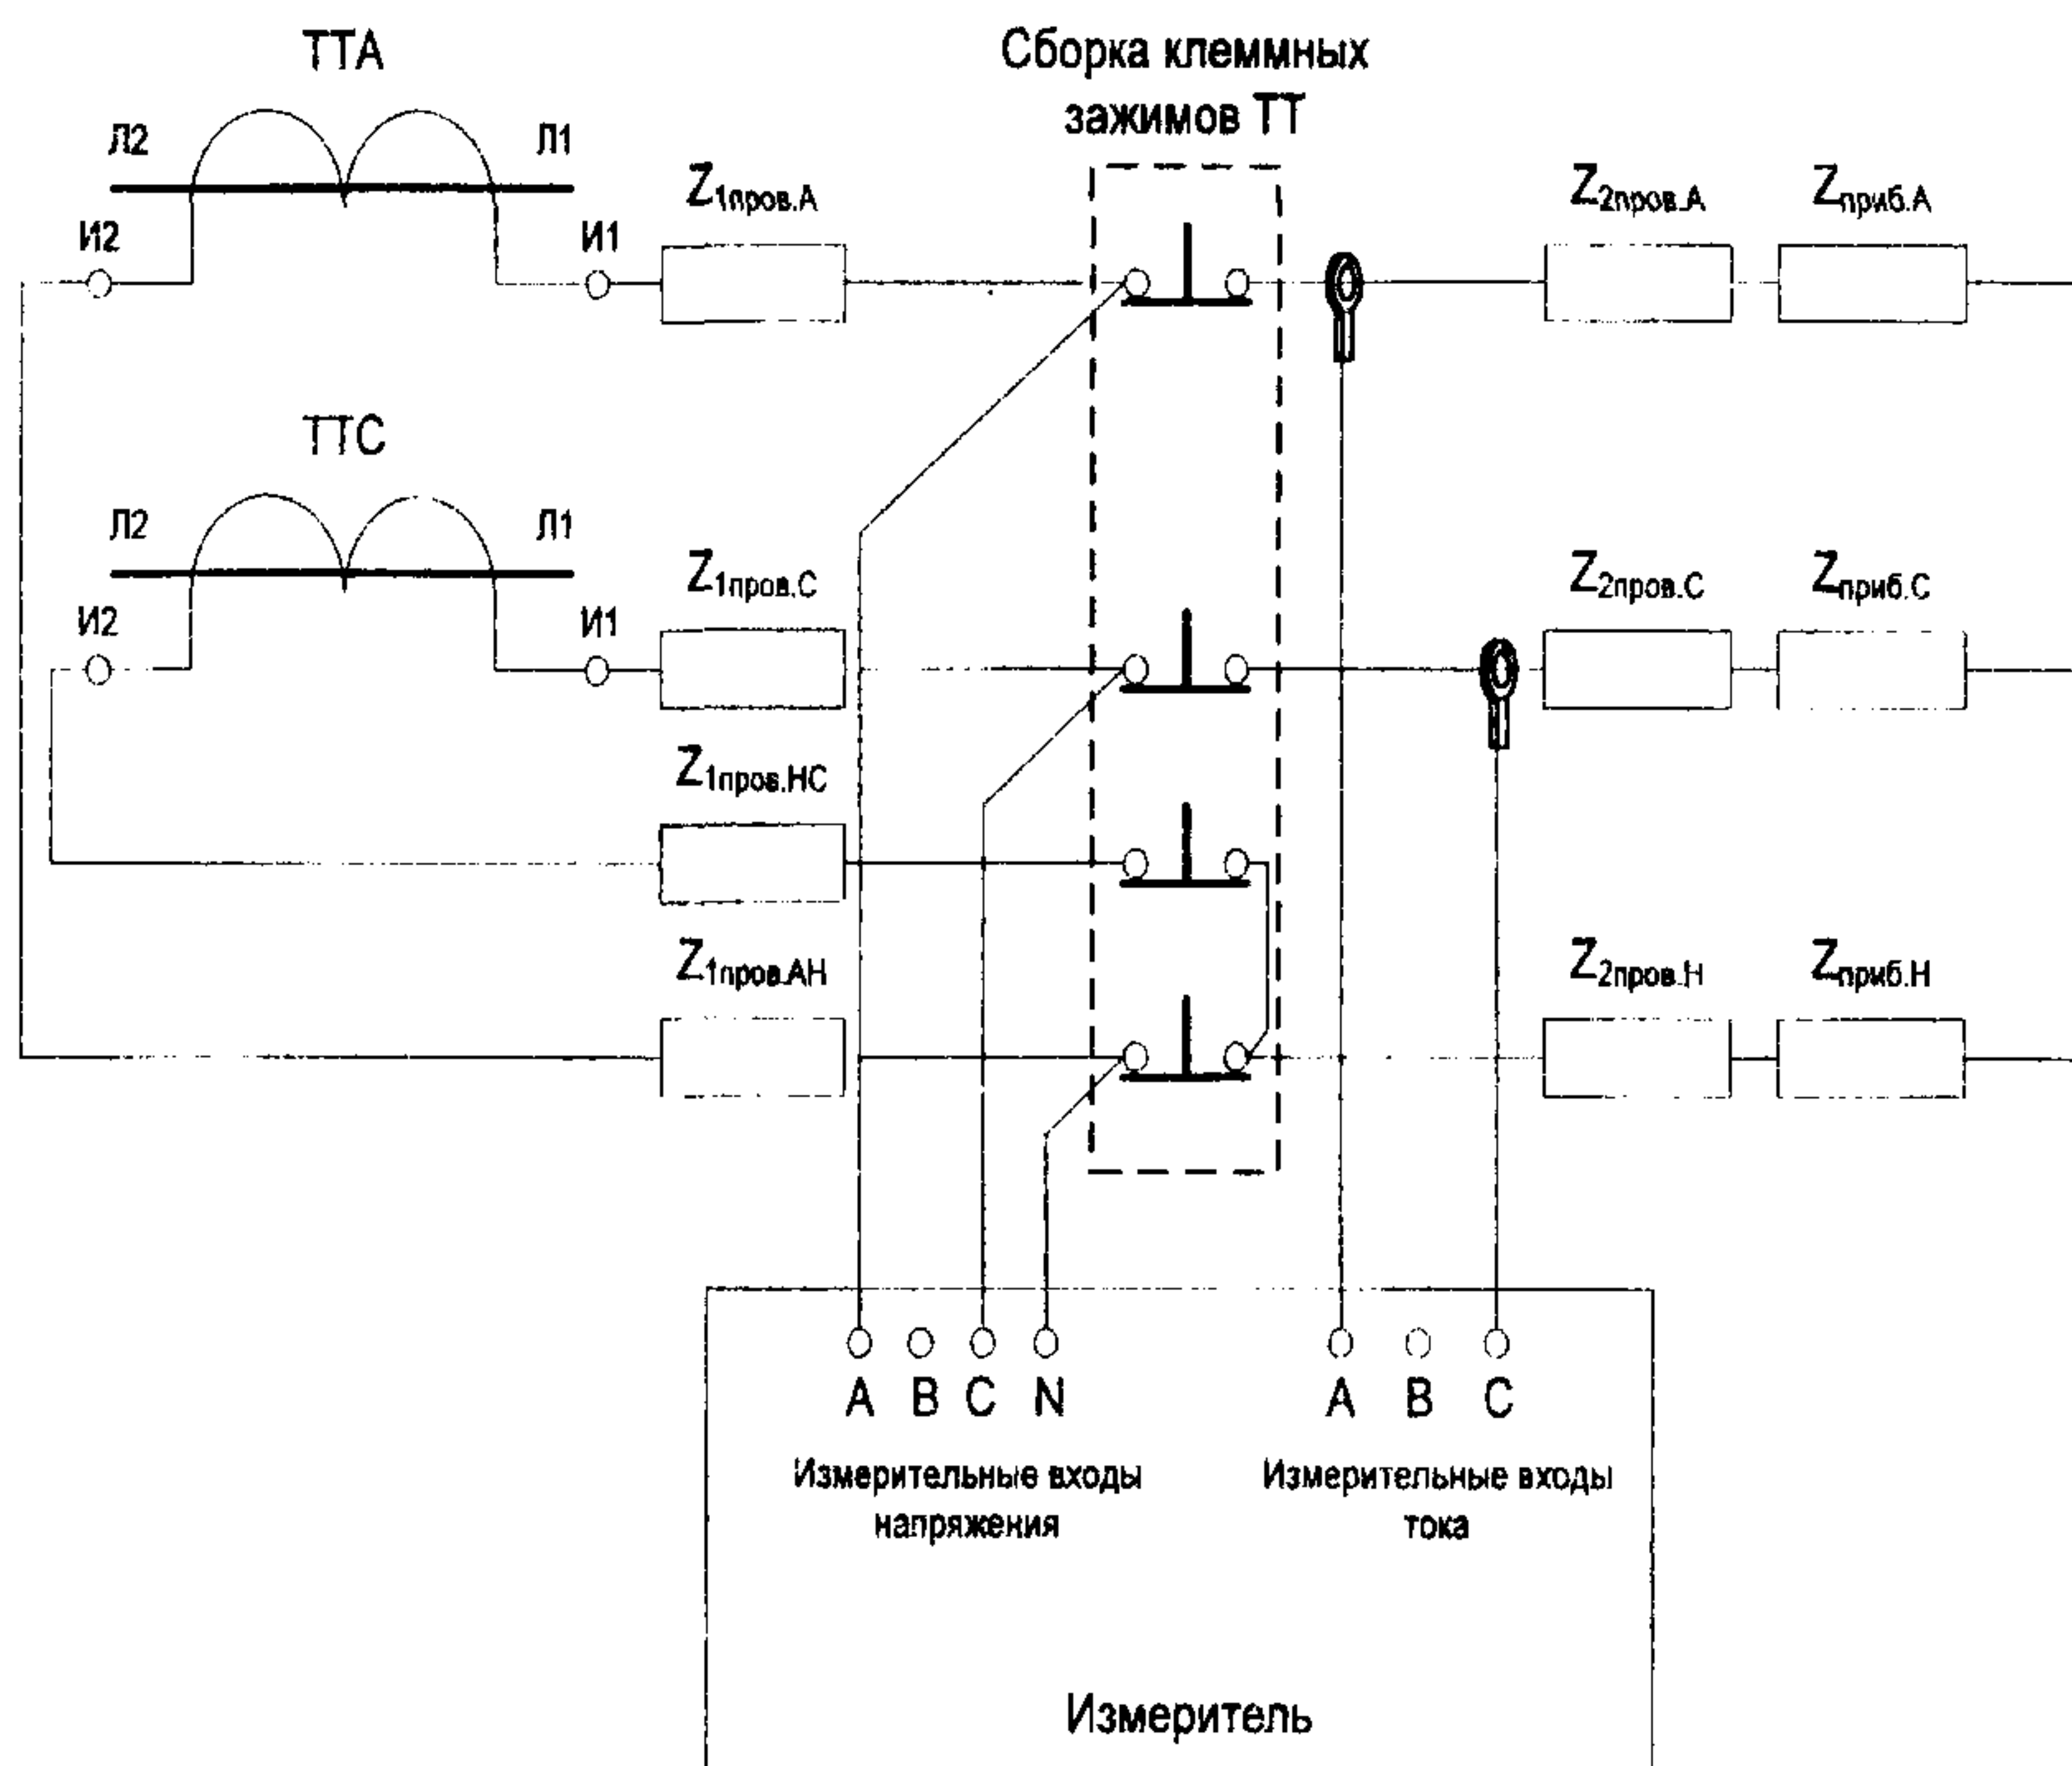 ТТА
Сборка клеммных
зажимов ТТ
Л2
Л1
Z1пров.А
Z2пров.А
Zприб.А
И2
И1
ТТС
Л2
Л1
Z1пров.С
Z2пров.С
Zприб.С
И2
И1
Z1пров.НС
Z1пров.АН
Z2пров.Н
Zприб.Н
A B C N
A B C
Измерительные входы
напряжения
Измерительные входы
тока
Измеритель